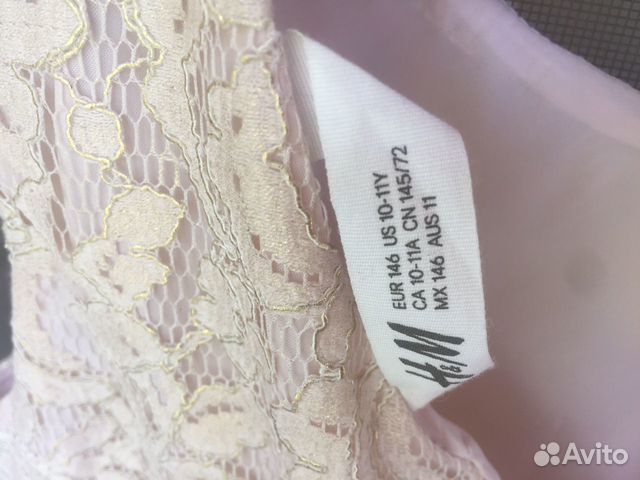 EUR 146 US 10-11Y
CA 10-11A CN 145/72
MX 146 AUS 11
H&M
Avito